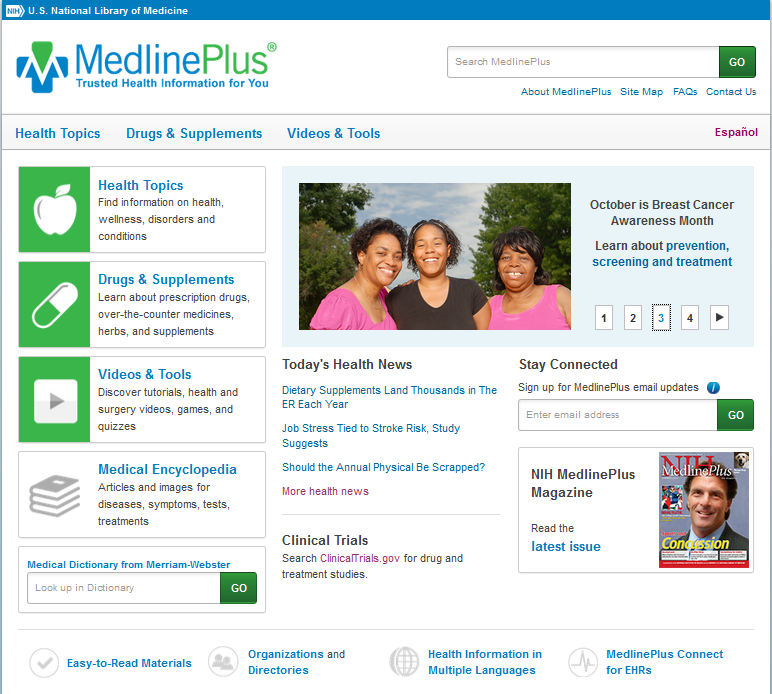 NIH U.S. National Library of Medicine
MedlinePlus®
Trusted Health Information for You
Search MedlinePlus
GO
About MedlinePlus Site Map FAQs Contact Us
Health Topics Drugs & Supplements Videos & Tools
Español
Health Topics
Find information on health,
wellness, disorders and
conditions
Drugs & Supplements
Learn about prescription drugs,
over-the-counter medicines,
herbs, and supplements
Videos & Tools
Discover tutorials, health and
surgery videos, games, and
quizzes
Medical Encyclopedia
Articles and images for
diseases, symptoms, tests,
treatments
Medical Dictionary from Merriam-Webster
Look up in Dictionary
GO
October is Breast Cancer
Awareness Month
Learn about prevention,
screening and treatment
1 2 3 4
Today's Health News
Dietary Supplements Land Thousands in The
ER Each Year
Job Stress Tied to Stroke Risk, Study
Suggests
Should the Annual Physical Be Scrapped?
More health news
Clinical Trials
Search ClinicalTrials.gov for drug and
treatment studies.
Stay Connected
Sign up for MedlinePlus email updates i
Enter email address
GO
NIH MedlinePlus
Magazine
Read the
latest issue
NIH
MedlinePlus
Concussion
Easy-to-Read Materials
Organizations and
Directories
Health Information in
Multiple Languages
MedlinePlus Connect
for EHRs